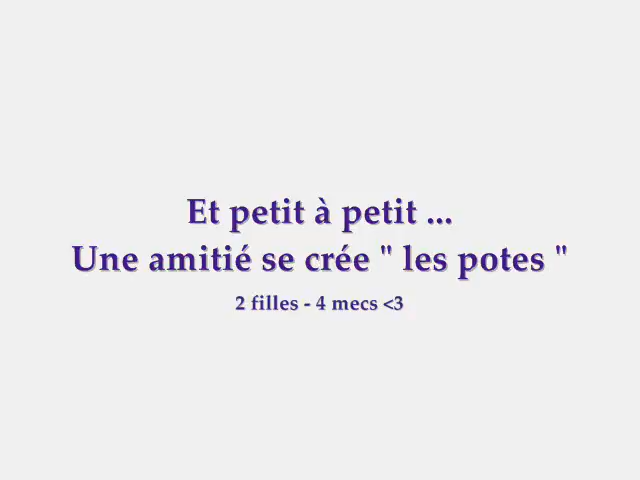 Et petit à petit ...
Une amitié se crée " les potes "
2 filles - 4 mecs <3